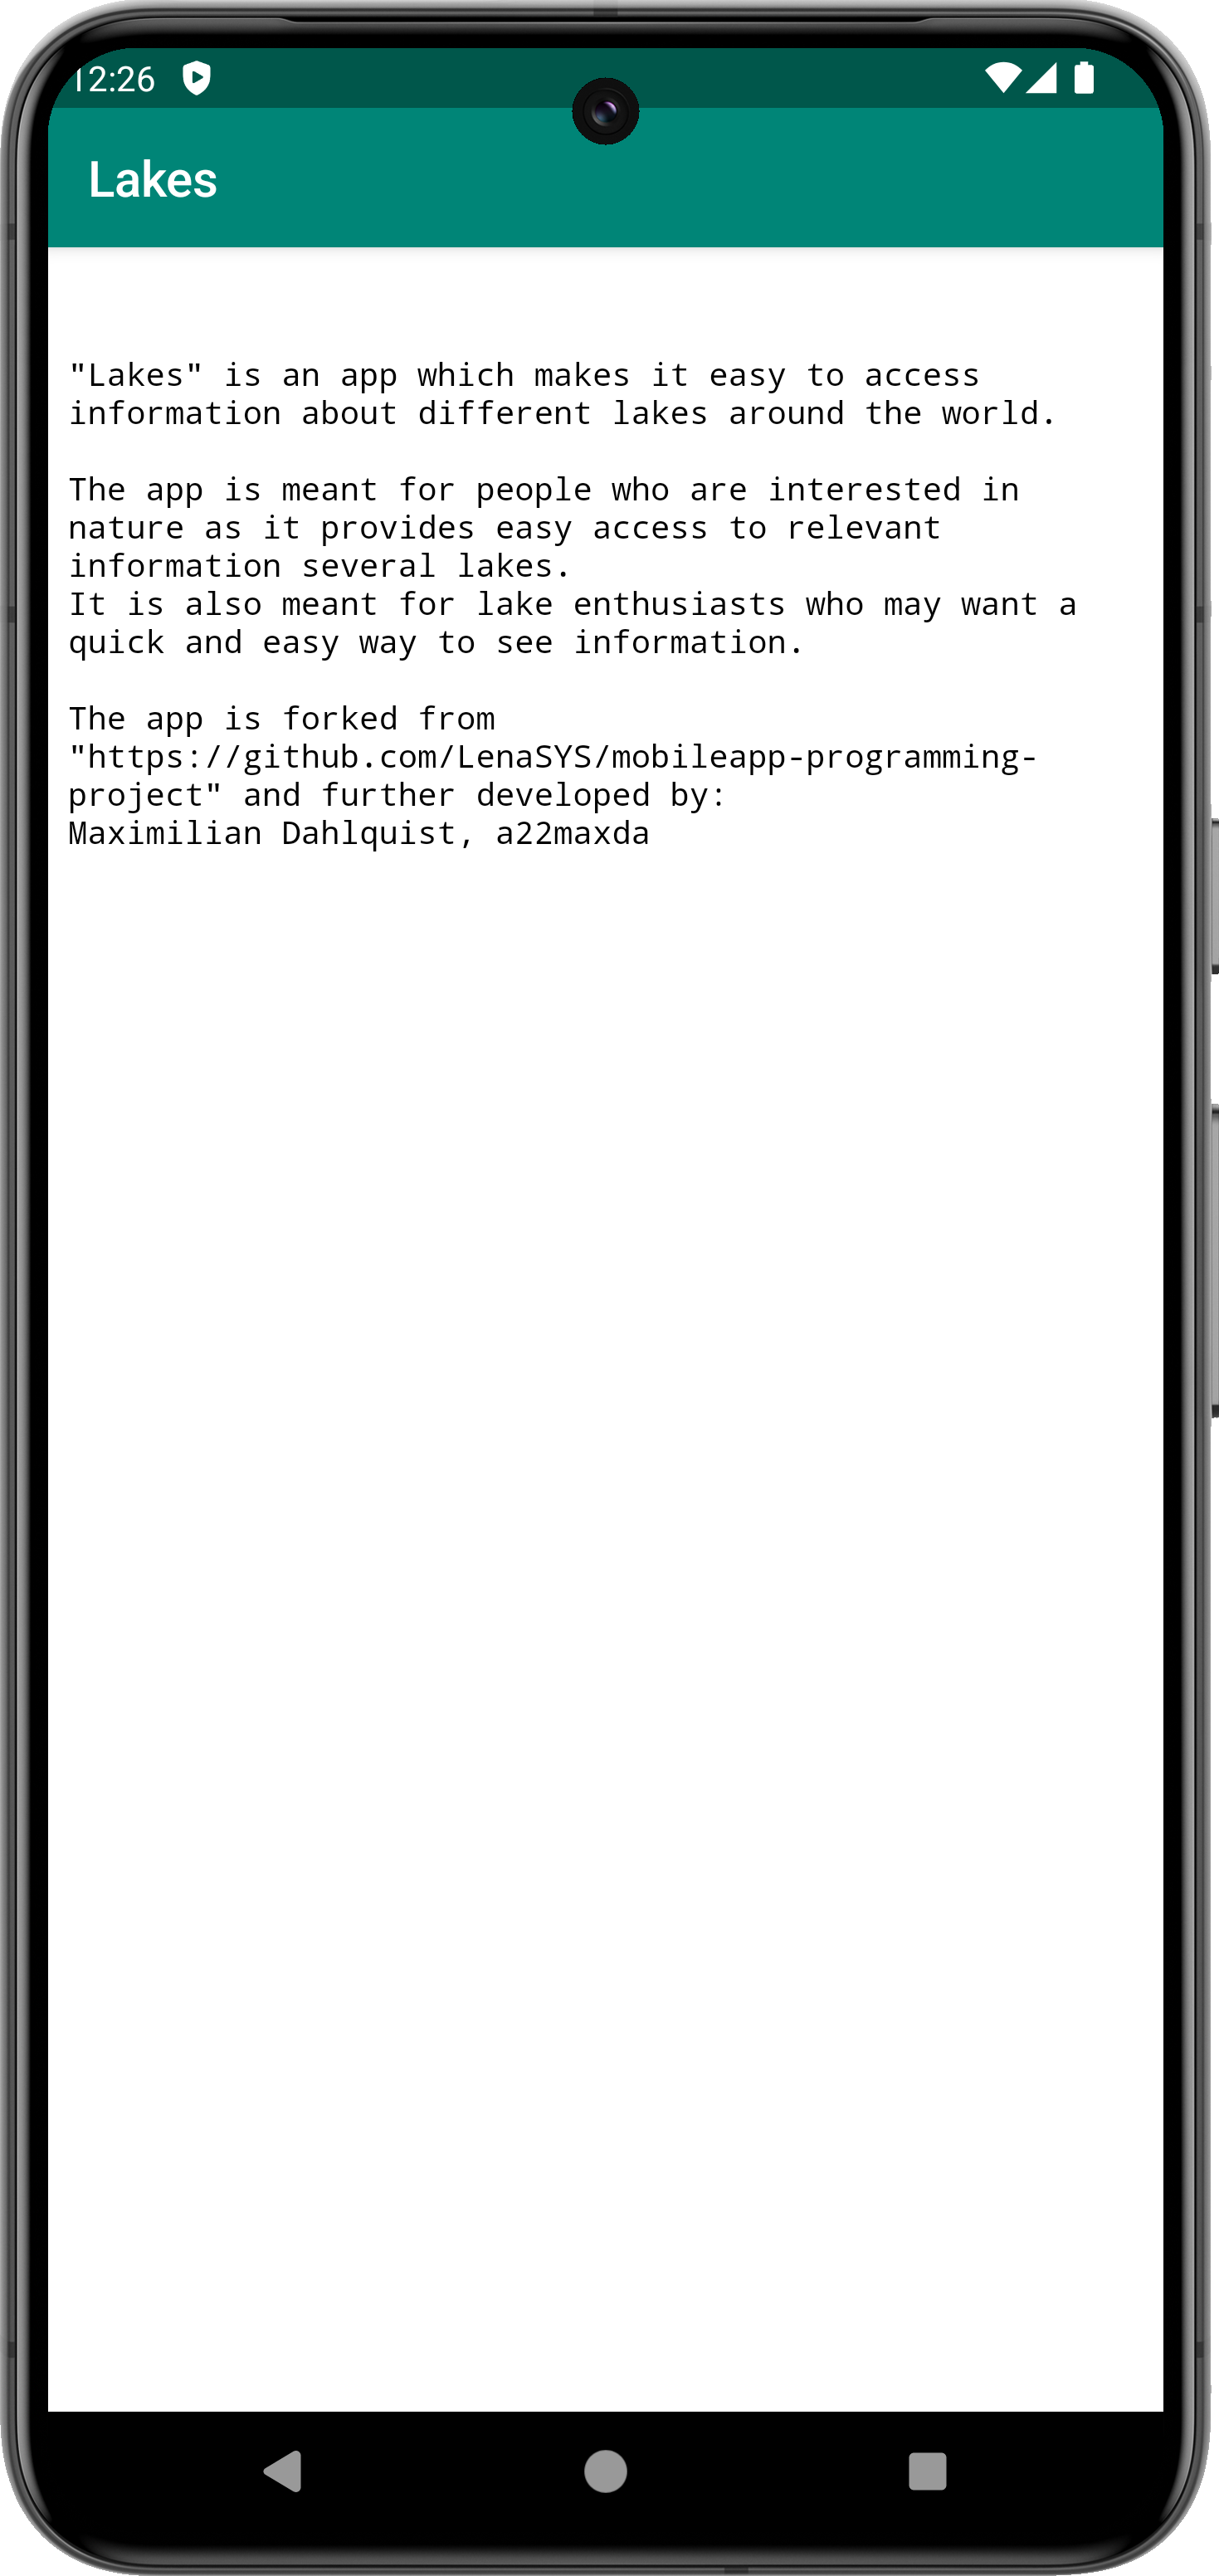 12:26
Lakes
"Lakes" is an app which makes it easy to access
information about different lakes around the world.
The app is meant for people who are interested in
nature as it provides easy access to relevant
information several lakes.
It is also meant for lake enthusiasts who may want a
quick and easy way to see information.
The app is forked from
"https://github.com/LenaSYS/mobileapp-programming-
project" and further developed by:
Maximilian Dahlquist, a22maxda